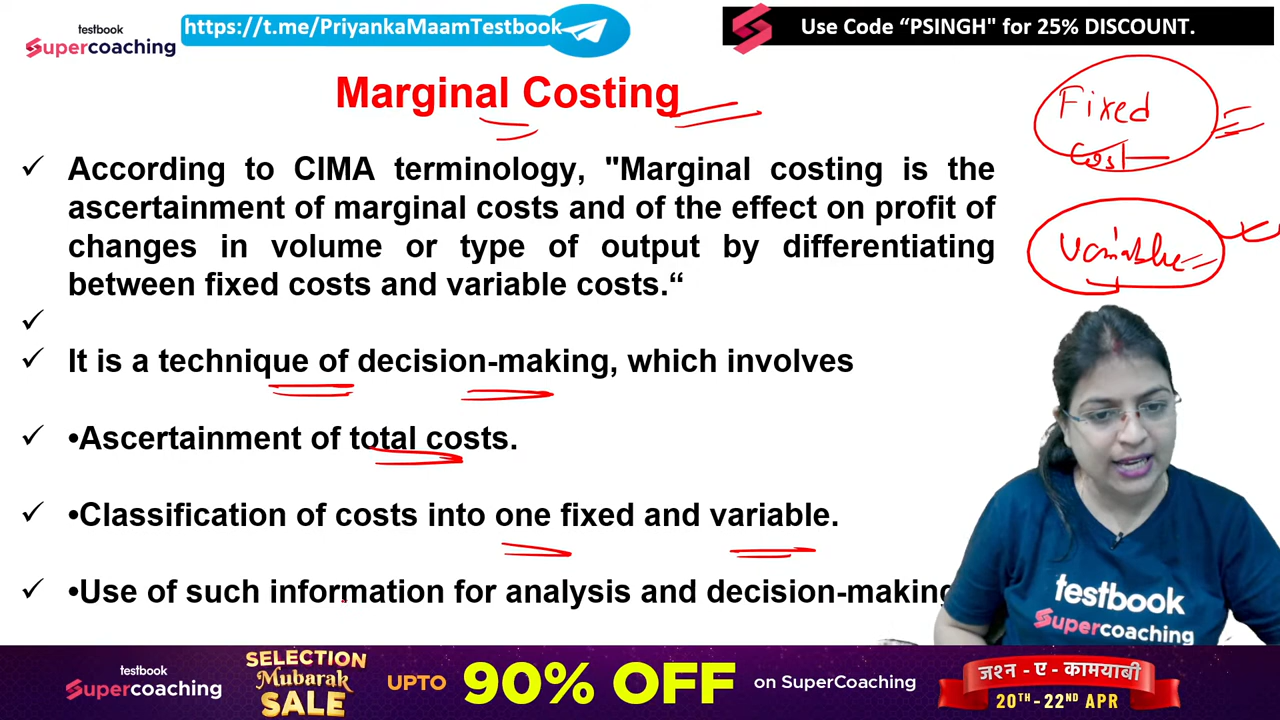 testbook
Supercoaching
https://t.me/PriyankaMaamTestbook
Use Code “PSINGH" for 25% DISCOUNT.
Marginal Costing
Fixed
Cost
✓ According to CIMA terminology, "Marginal costing is the
ascertainment of marginal costs and of the effect on profit of
changes in volume or type of output by differentiating
between fixed costs and variable costs.“
Variable
✓
✓ It is a technique of decision-making, which involves
✓ •Ascertainment of total costs.
✓ •Classification of costs into one fixed and variable.
✓ •Use of such information for analysis and decision-making
testbook
Supercoaching
testbook
Supercoaching
SELECTION
Mubarak
SALE
UPTO 90% OFF on SuperCoaching
जश्न - ए - कामयाबी
20TH - 22ND APR